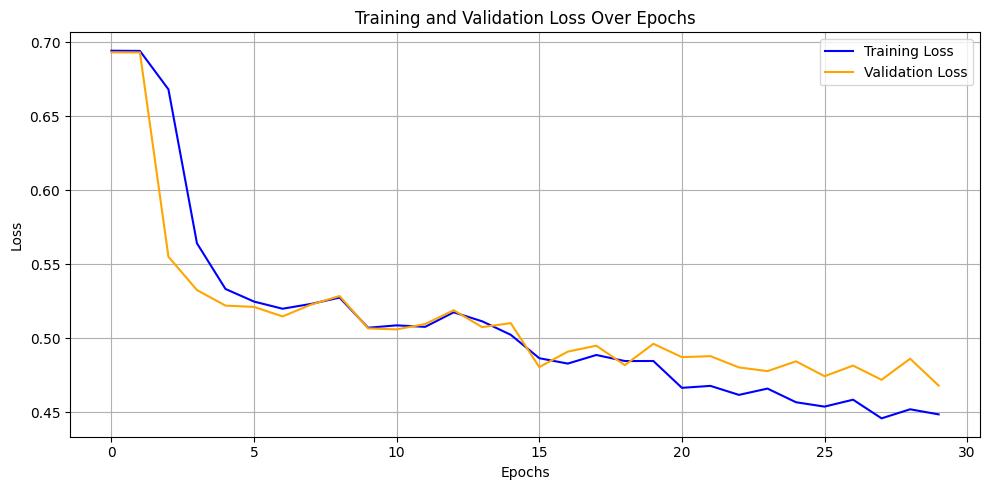 Training and Validation Loss Over Epochs
Training Loss
Validation Loss
0.70
0.65
0.60
0.55
0.50
0.45
Loss
0 5 10 15 20 25 30
Epochs